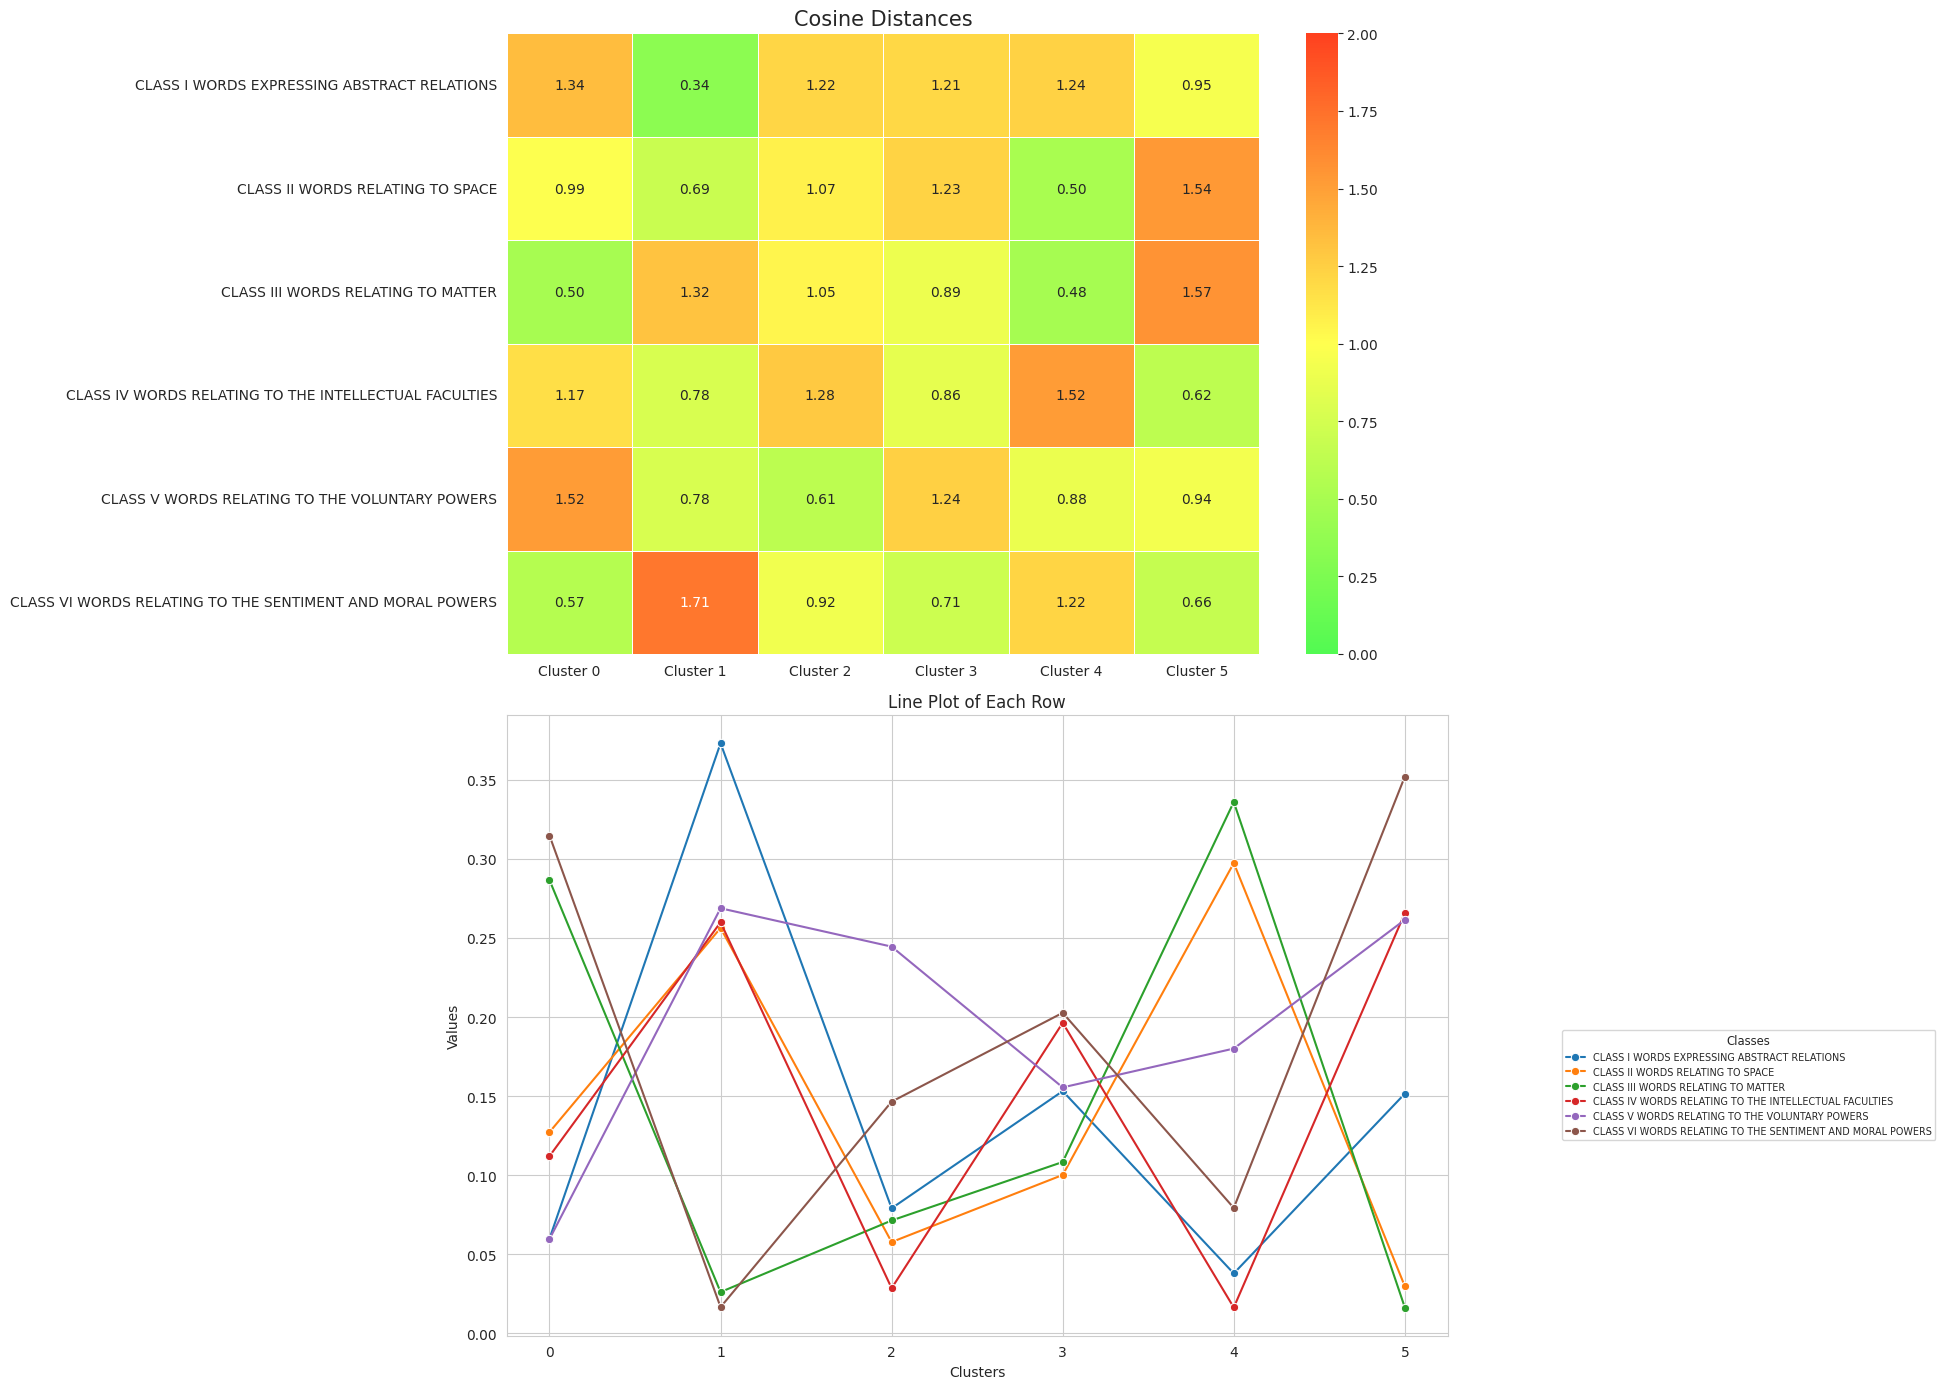 Cosine Distances
CLASS I WORDS EXPRESSING ABSTRACT RELATIONS 1.34 0.34 1.22 1.21 1.24 0.95
CLASS II WORDS RELATING TO SPACE 0.99 0.69 1.07 1.23 0.50 1.54
CLASS III WORDS RELATING TO MATTER 0.50 1.32 1.05 0.89 0.48 1.57
CLASS IV WORDS RELATING TO THE INTELLECTUAL FACULTIES 1.17 0.78 1.28 0.86 1.52 0.62
CLASS V WORDS RELATING TO THE VOLUNTARY POWERS 1.52 0.78 0.61 1.24 0.88 0.94
CLASS VI WORDS RELATING TO THE SENTIMENT AND MORAL POWERS 0.57 1.71 0.92 0.71 1.22 0.66
Cluster 0 Cluster 1 Cluster 2 Cluster 3 Cluster 4 Cluster 5
2.00
1.75
1.50
1.25
1.00
0.75
0.50
0.25
0.00
Line Plot of Each Row
Values
0.35
0.30
0.25
0.20
0.15
0.10
0.05
0.00
0 1 2 3 4 5
Clusters
Classes
CLASS I WORDS EXPRESSING ABSTRACT RELATIONS
CLASS II WORDS RELATING TO SPACE
CLASS III WORDS RELATING TO MATTER
CLASS IV WORDS RELATING TO THE INTELLECTUAL FACULTIES
CLASS V WORDS RELATING TO THE VOLUNTARY POWERS
CLASS VI WORDS RELATING TO THE SENTIMENT AND MORAL POWERS